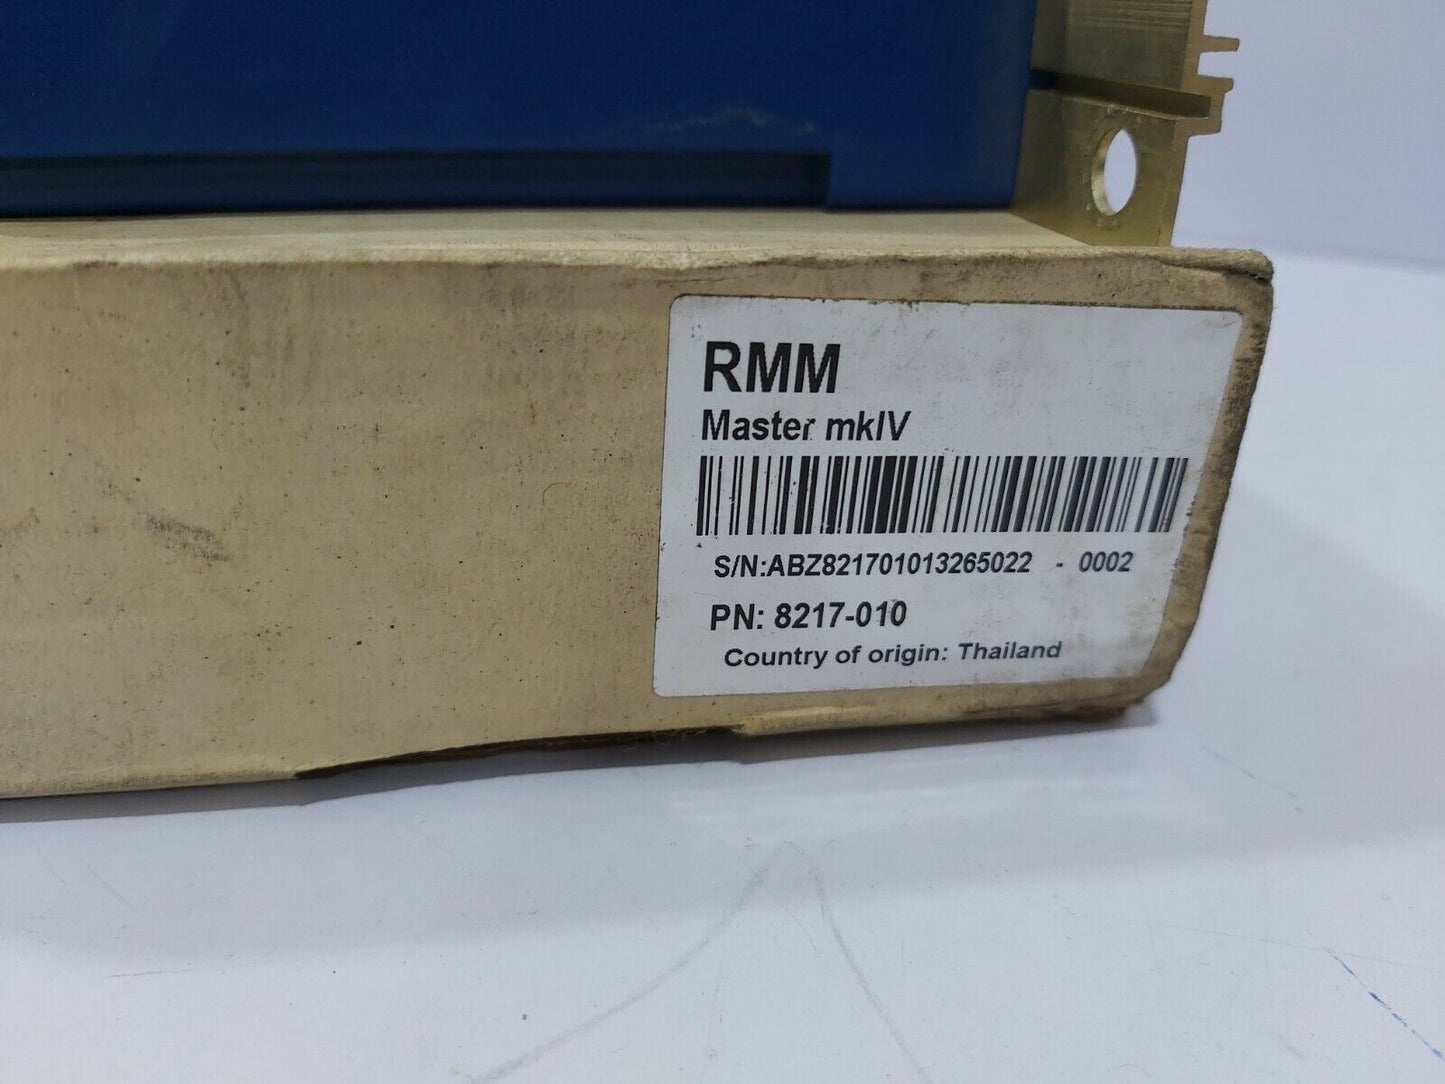 RMM
Master mkIV
S/N:ABZ821701013265022 - 0002
PN: 8217-010
Country of origin: Thailand